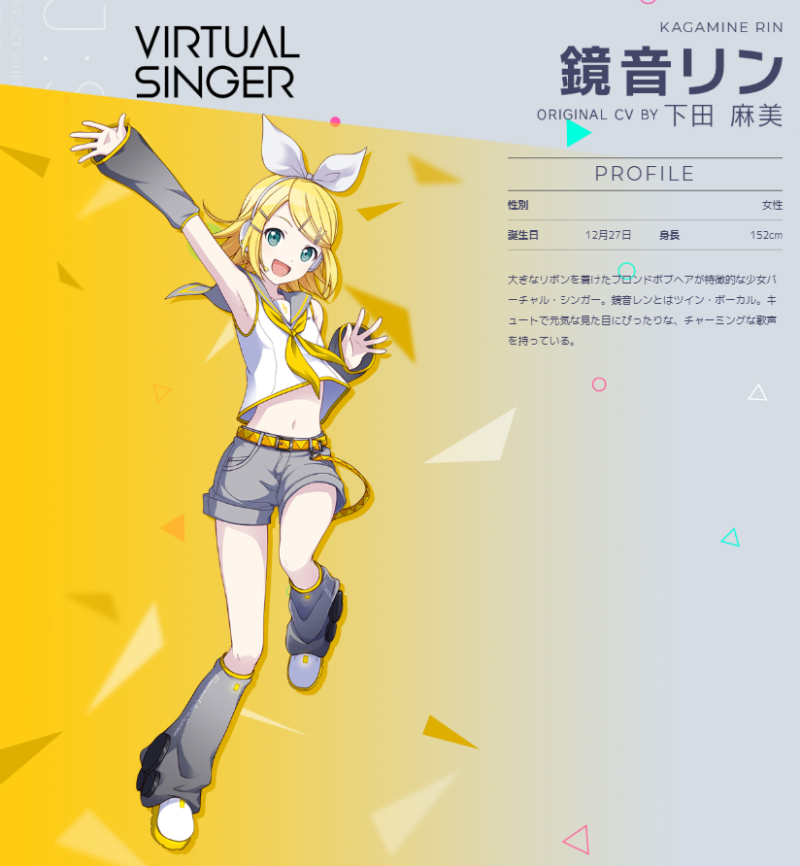 VIRTUAL
SINGER
KAGAMINE RIN
鏡音リン
ORIGINAL CV BY 下田 麻美
PROFILE
性別 女性
誕生日 12月27日 身長 152cm
大きなリボンを着けたブロンドボブヘアが特徴的な少女バ
ーチャル・シンガー。鏡音レンとはツイン・ボーカル。キ
ュートで元気な見た目にぴったりな、チャーミングな歌声
を持っている。